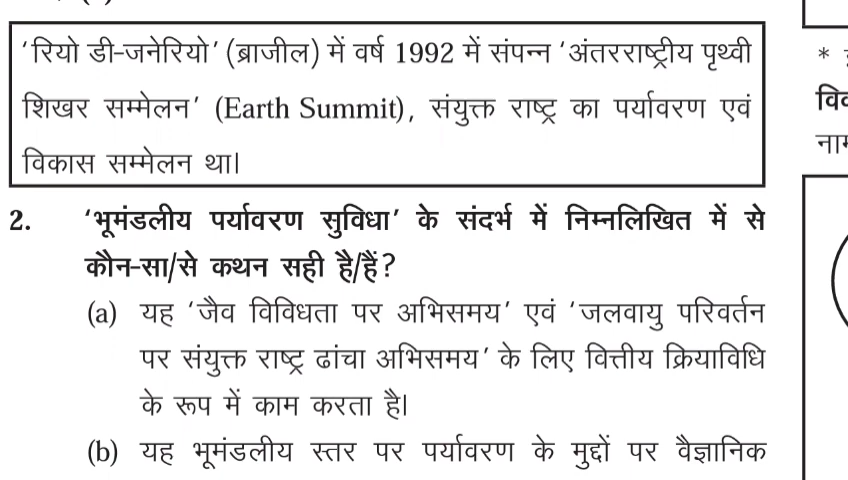 ‘रियो डी-जनेरियो’ (ब्राजील) में वर्ष 1992 में संपन्न ‘अंतरराष्ट्रीय पृथ्वी
शिखर सम्मेलन’ (Earth Summit), संयुक्त राष्ट्र का पर्यावरण एवं
विकास सम्मेलन था।
2. ‘भूमंडलीय पर्यावरण सुविधा’ के संदर्भ में निम्नलिखित में से
कौन-सा/से कथन सही है/हैं?
(a) यह ‘जैव विविधता पर अभिसमय’ एवं ‘जलवायु परिवर्तन
पर संयुक्त राष्ट्र ढांचा अभिसमय’ के लिए वित्तीय क्रियाविधि
के रूप में काम करता है।
(b) यह भूमंडलीय स्तर पर पर्यावरण के मुद्दों पर वैज्ञानिक
*